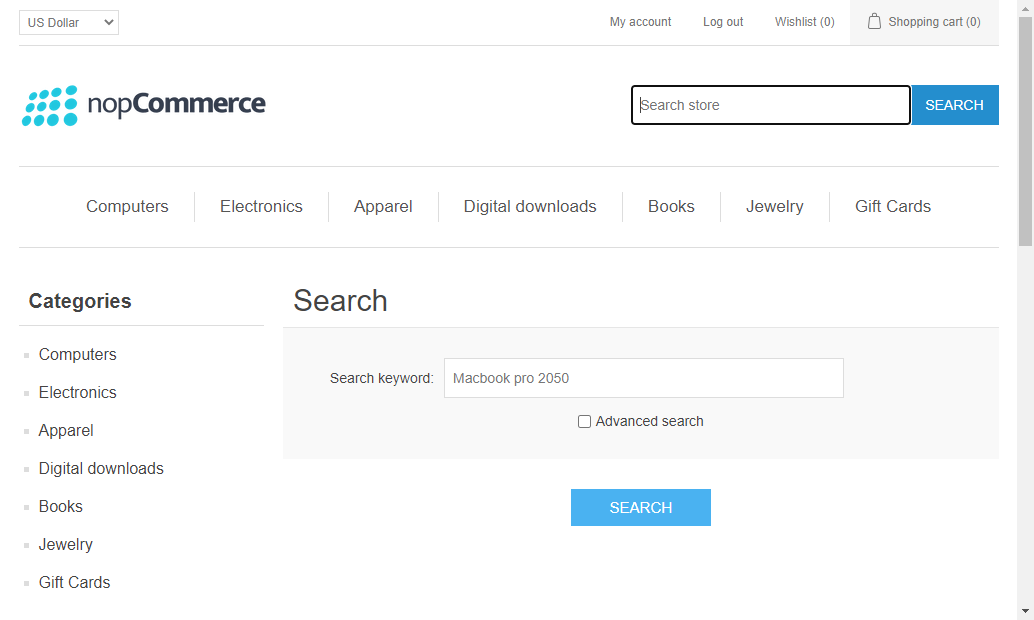 US Dollar
My account
Log out
Wishlist (0)
Shopping cart (0)
nopCommerce
Search store
SEARCH
Computers
Electronics
Apparel
Digital downloads
Books
Jewelry
Gift Cards
Categories
Computers
Electronics
Apparel
Digital downloads
Books
Jewelry
Gift Cards
Search
Search keyword:
Macbook pro 2050
Advanced search
SEARCH